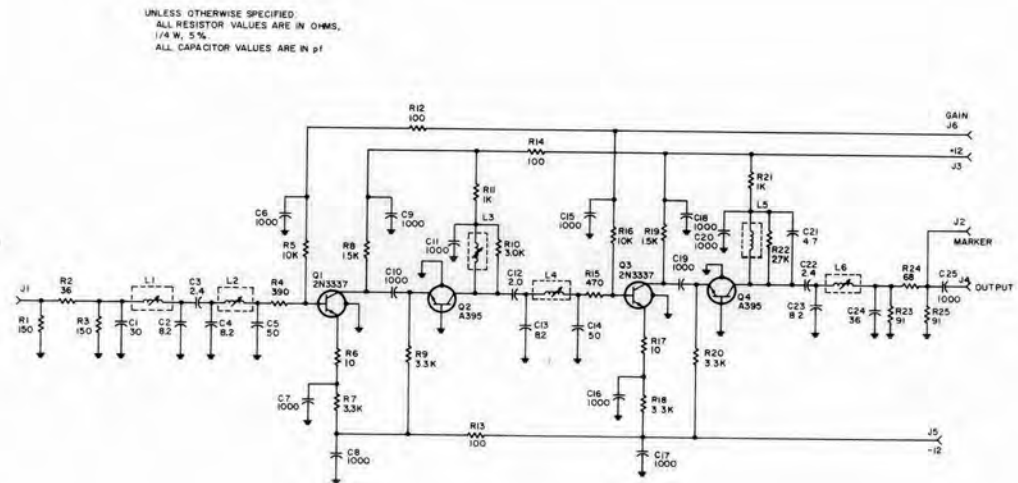 UNLESS OTHERWISE SPECIFIED
ALL RESISTOR VALUES ARE IN OHMS,
1/4 W, 5%.
ALL CAPACITOR VALUES ARE IN pf
R12
100
GAIN
J6
R14
100
+12
J3
R11
1K
R21
1K
C6
1000
C9
1000
C11
1000
L3
R10
3.0K
C15
1000
C18
1000
C20
1000
L5
R22
27K
C21
4.7
R5
10K
R8
1.5K
R16
10K
R19
1.5K
J2
MARKER
J1
R2
36
L1
C3
2.4
L2
R4
390
Q1
2N3337
C10
1000
Q2
A395
C12
2.0
L4
R15
470
Q3
2N3337
C19
1000
Q4
A395
C22
2.4
L6
R24
68
C25
1000
J4
OUTPUT
R1
150
R3
150
C1
30
C2
8.2
C4
8.2
C5
50
C13
8.2
C14
50
C23
8.2
C24
36
R23
91
R25
91
R6
10
R9
3.3K
R17
10
R20
3.3K
C7
1000
R7
3.3K
C16
1000
R18
3.3K
R13
100
J5
-12
C8
1000
C17
1000